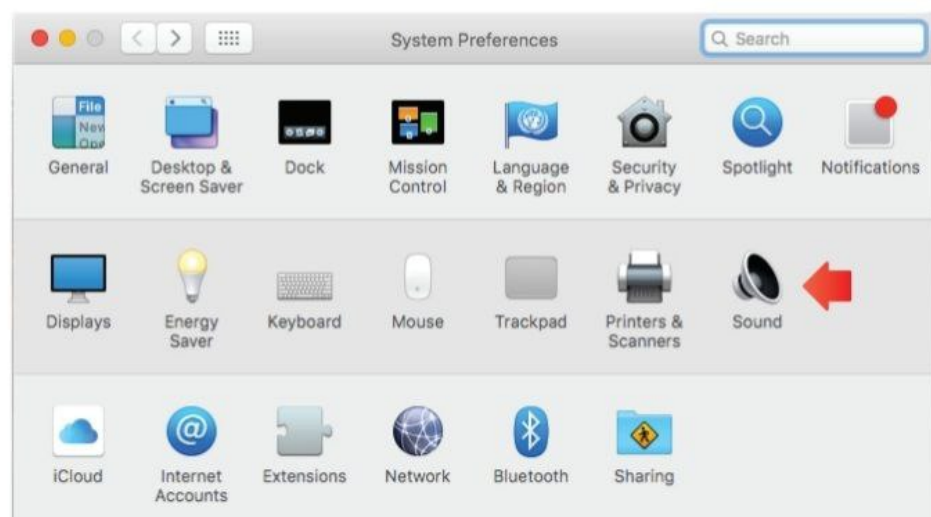 System Preferences
Search
File
New
Opa
General
Desktop &
Screen Saver
Dock
Mission
Control
Language
& Region
Security
& Privacy
Spotlight
Notifications
Displays
Energy
Saver
Keyboard
Mouse
Trackpad
Printers &
Scanners
Sound
iCloud
@
Internet
Accounts
Extensions
Network
Bluetooth
Sharing